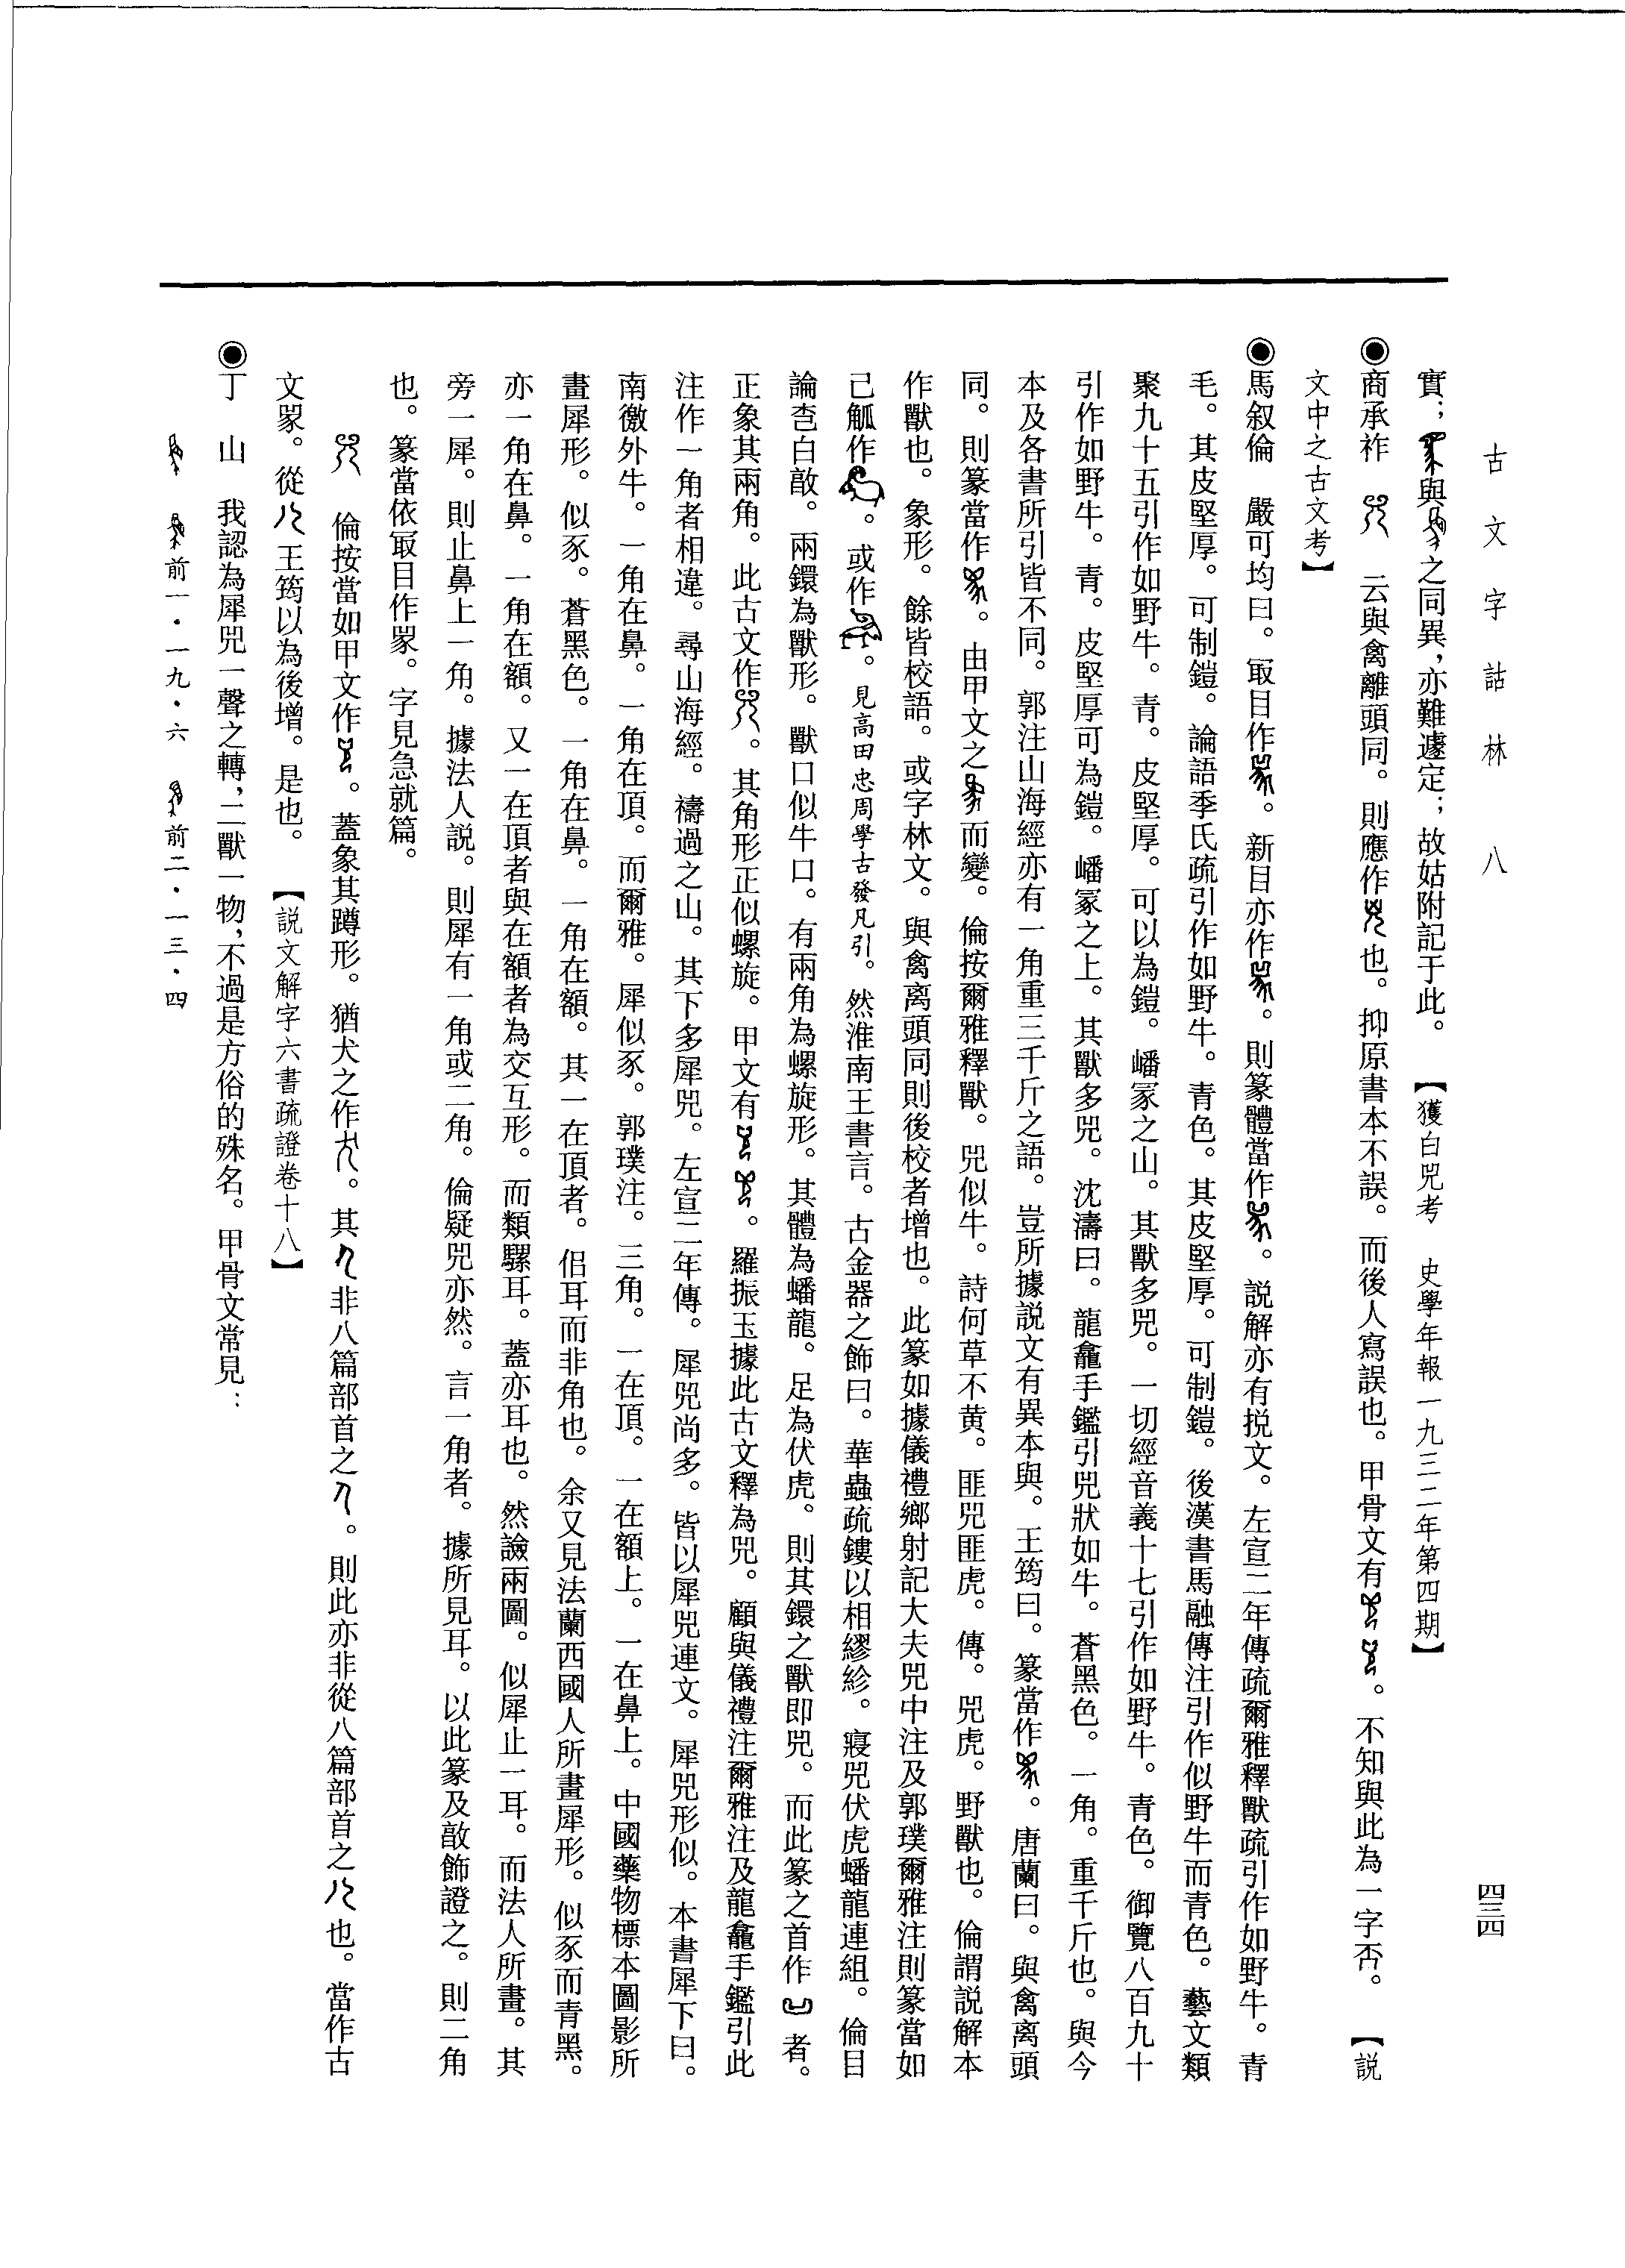 古文字詁林 八
四三四
實；與之同異，亦難遽定；故姑附記于此。【獲白兕考 史學年報一九三二年第四期】
◉商承祚 云與禽離頭同。則應作也。抑原書本不誤。而後人寫誤也。甲骨文有。不知與此為一字否。【説
文中之古文考】
◉馬叙倫 嚴可均曰。㝡目作。新目亦作。則篆體當作。説解亦有挩文。左宣二年傳疏爾雅釋獸疏引作如野牛。青
毛。其皮堅厚。可制鎧。論語季氏疏引作如野牛。青色。其皮堅厚。可制鎧。後漢書馬融傳注引作似野牛而青色。藝文類
聚九十五引作如野牛。青。皮堅厚。可以為鎧。嶓冢之山。其獸多兕。一切經音義十七引作如野牛。青色。御覽八百九十
引作如野牛。青。皮堅厚可為鎧。嶓冢之上。其獸多兕。沈濤曰。龍龕手鑑引兕狀如牛。蒼黑色。一角。重千斤也。與今
本及各書所引皆不同。郭注山海經亦有一角重三千斤之語。豈所據説文有異本與。王筠曰。篆當作。唐蘭曰。與禽离頭
同。則篆當作。由甲文之而變。倫按爾雅釋獸。兕似牛。詩何草不黄。匪兕匪虎。傳。兕虎。野獸也。倫謂説解本
作獸也。象形。餘皆校語。或字林文。與禽离頭同則後校者增也。此篆如據儀禮鄉射記大夫兕中注及郭璞爾雅注則篆當如
己觚作。或作。見高田忠周學古發凡引。然淮南王書言。古金器之飾曰。華蟲疏鏤以相繆紾。寢兕伏虎蟠龍連組。倫目
論叀白敢。兩鐶為獸形。獸口似牛口。有兩角為螺旋形。其體為蟠龍。足為伏虎。則其鐶之獸即兕。而此篆之首作者。
正象其兩角。此古文作。其角形正似螺旋。甲文有。羅振玉據此古文釋為兕。顧與儀禮注爾雅注及龍龕手鑑引此
注作一角者相違。尋山海經。禱過之山。其下多犀兕。左宣二年傳。犀兕尚多。皆以犀兕連文。犀兕形似。本書犀下曰。
南徼外牛。一角在鼻。一角在頂。而爾雅。犀似豕。郭璞注。三角。一在頂。一在額上。一在鼻上。中國藥物標本圖影所
畫犀形。似豕。蒼黑色。一角在鼻。一角在額。其一在頂者。侣耳而非角也。余又見法蘭西國人所畫犀形。似豕而青黑。
亦一角在鼻。一角在額。又一在頂者與在額者為交互形。而類騾耳。蓋亦耳也。然譣兩圖。似犀止一耳。而法人所畫。其
旁一犀。則止鼻上一角。據法人説。則犀有一角或二角。倫疑兕亦然。言一角者。據所見耳。以此篆及敢飾證之。則二角
也。篆當依㝡目作。字見急就篇。
倫按當如甲文作。蓋象其蹲形。猶犬之作。其非八篇部首之。則此亦非從八篇部首之也。當作古
文。從王筠以為後增。是也。【説文解字六書疏證卷十八】
◉丁 山 我認為犀兕一聲之轉，二獸一物，不過是方俗的殊名。甲骨文常見：
前一·一九·六 前二·一三·四